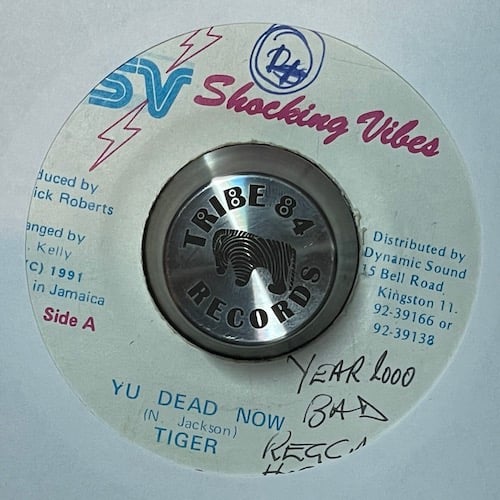 SV Shocking Vibes
TRIBE 84
RECORDS
duced by
ick Roberts
anged by
. Kelly
(C) 1991
in Jamaica
Side A
Distributed by
Dynamic Sound
15 Bell Road
Kingston 11.
92-39166 or
92-39138
YU DEAD NOW
(N. Jackson)
TIGER
YEAR 2000
BAD